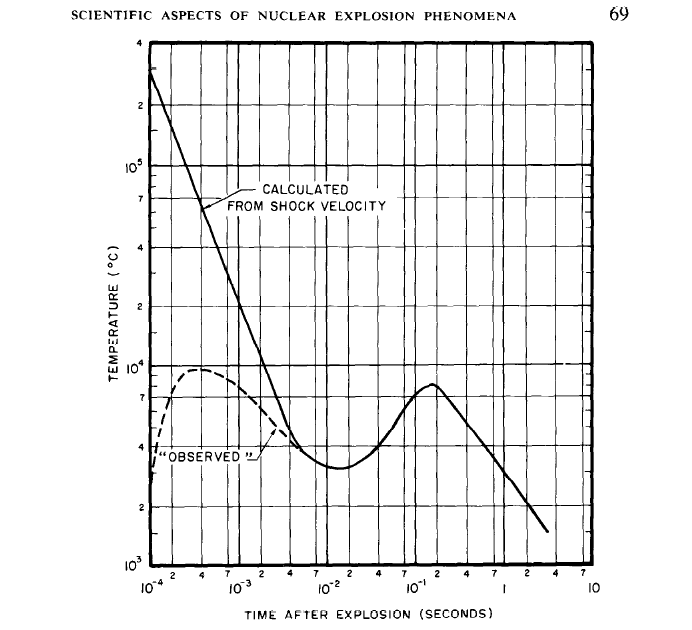 SCIENTIFIC ASPECTS OF NUCLEAR EXPLOSION PHENOMENA 69
4
2
10⁵
7
4
2
10⁴
7
4
2
10³
TEMPERATURE (°C)
CALCULATED
FROM SHOCK VELOCITY
"OBSERVED"
10⁻⁴ 2 4 7 10⁻³ 2 4 7 10⁻² 2 4 7 10⁻¹ 2 4 7 1 2 4 7 10
TIME AFTER EXPLOSION (SECONDS)